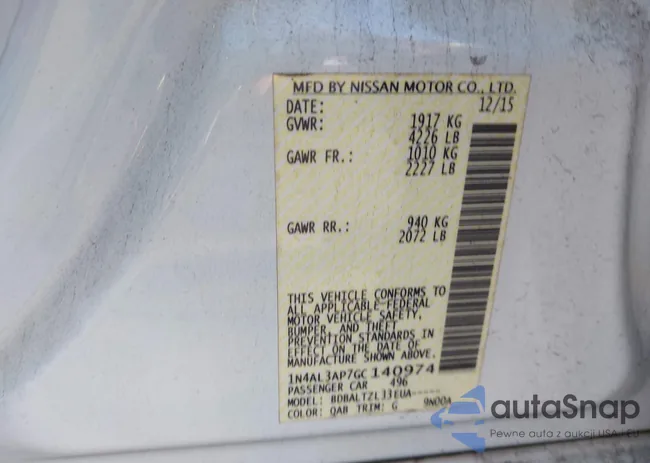 MFD BY NISSAN MOTOR CO., LTD.
DATE: 12/15
GVWR: 1917 KG
4226 LB
GAWR FR.: 1010 KG
2227 LB
GAWR RR.: 940 KG
2072 LB
THIS VEHICLE CONFORMS TO
ALL APPLICABLE FEDERAL
MOTOR VEHICLE SAFETY,
BUMPER, AND THEFT
PREVENTION STANDARDS IN
EFFECT ON THE DATE OF
MANUFACTURE SHOWN ABOVE.
1N4AL3AP7GC140974
PASSENGER CAR 496
MODEL: BDBALTZL33EUA-----
COLOR: QAB TRIM: G 9N00A
autaSnap
Pewne auta z aukcji USA i EU